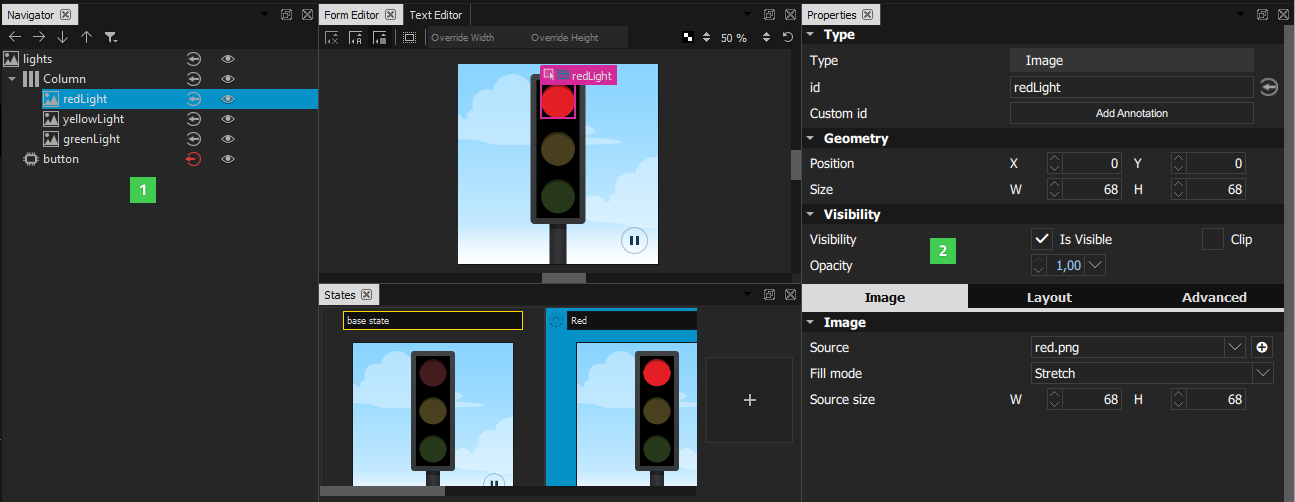 Navigator
lights
Column
redLight
yellowLight
greenLight
button
1
Form Editor
Text Editor
Override Width
Override Height
50 %
redLight
States
base state
Red
+
Properties
Type
Type
Image
id
redLight
Custom id
Add Annotation
Geometry
Position
X
0
Y
0
Size
W
68
H
68
Visibility
Visibility
Is Visible
Clip
2
Opacity
1,00
Image
Layout
Advanced
Image
Source
red.png
Fill mode
Stretch
Source size
W
68
H
68